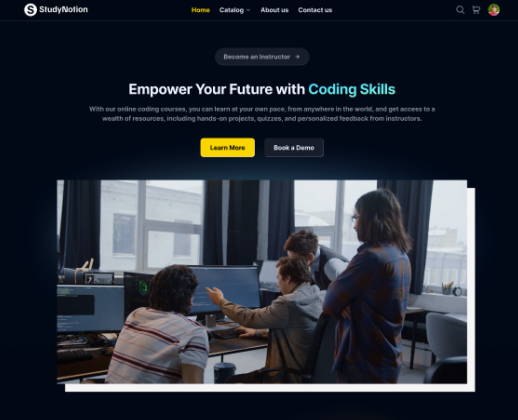 StudyNotion
Home Catalog About us Contact us
Become an Instructor
Empower Your Future with Coding Skills
With our online coding courses, you can learn at your own pace, from anywhere in the world, and get access to a
wealth of resources, including hands-on projects, quizzes, and personalized feedback from instructors.
Learn More Book a Demo